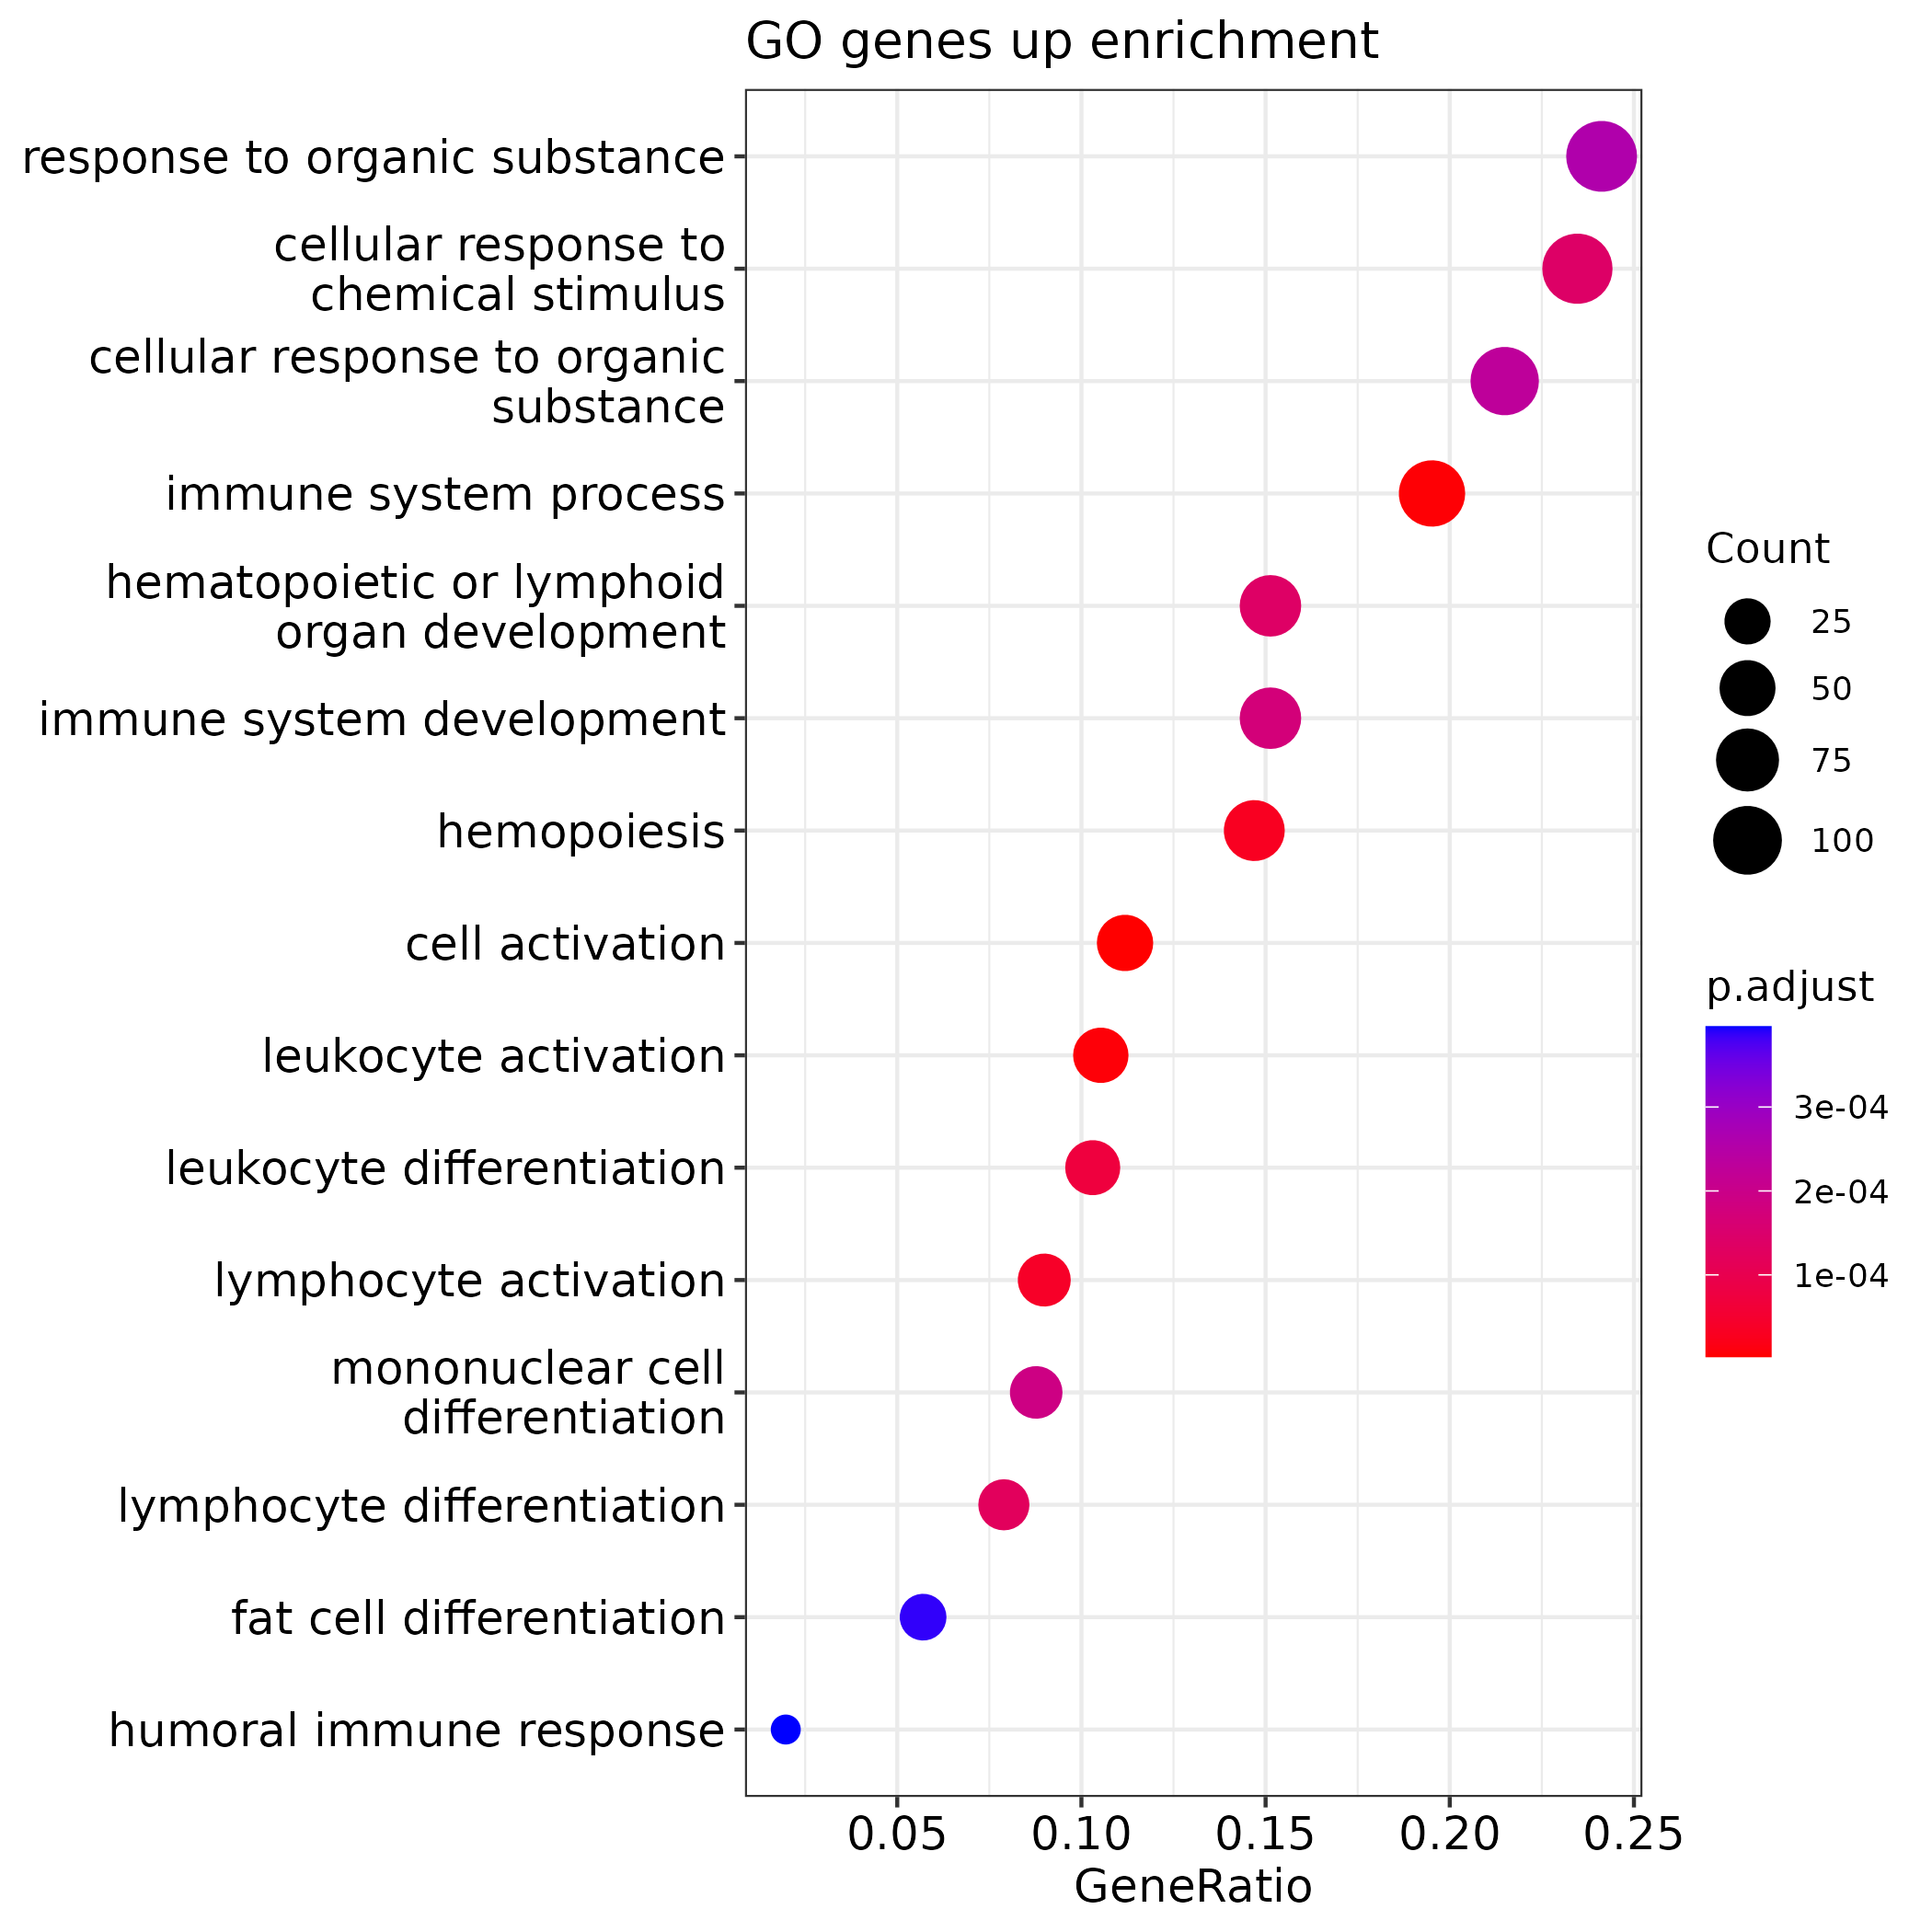 GO genes up enrichment
response to organic substance
cellular response to
chemical stimulus
cellular response to organic
substance
immune system process
hematopoietic or lymphoid
organ development
immune system development
hemopoiesis
cell activation
leukocyte activation
leukocyte differentiation
lymphocyte activation
mononuclear cell
differentiation
lymphocyte differentiation
fat cell differentiation
humoral immune response
0.05 0.10 0.15 0.20 0.25
GeneRatio
Count
25
50
75
100
p.adjust
3e-04
2e-04
1e-04